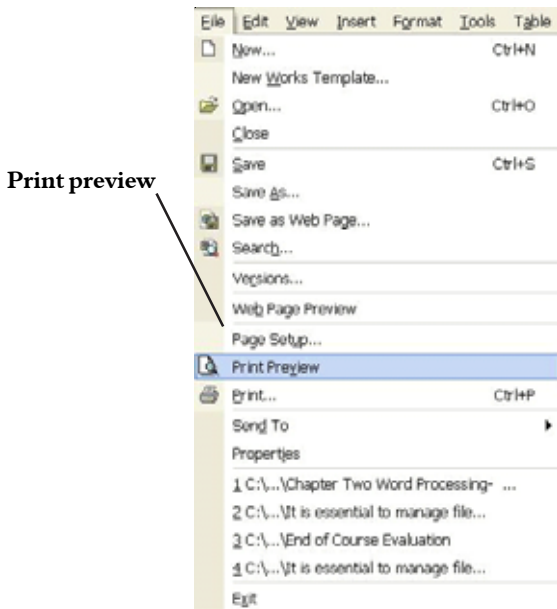 File Edit View Insert Format Tools Table
New... Ctrl+N
New Works Template...
Open... Ctrl+O
Close
Save Ctrl+S
Save As...
Save as Web Page...
Search...
Versions...
Web Page Preview
Page Setup...
Print Preview
Print... Ctrl+P
Send To
Properties
1 C:\...\Chapter Two Word Processing- ...
2 C:\...\It is essential to manage file...
3 C:\...\End of Course Evaluation
4 C:\...\It is essential to manage file...
Exit
Print preview